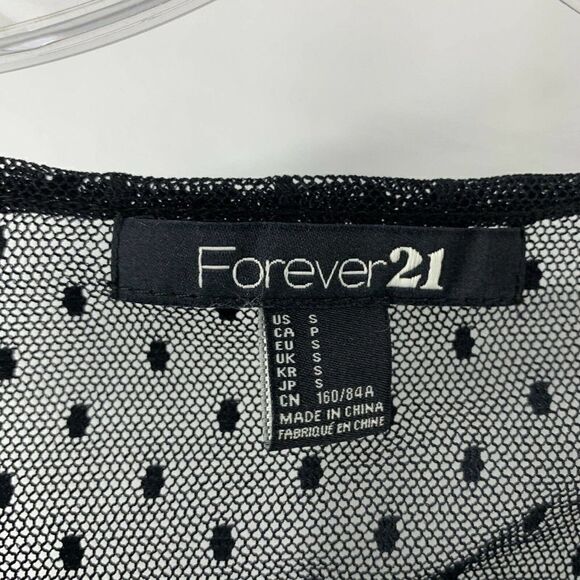 Forever21
US S
CA P
EU S
UK S
KR S
JP S
CN 160/84A
MADE IN CHINA
FABRIQUÉ EN CHINE